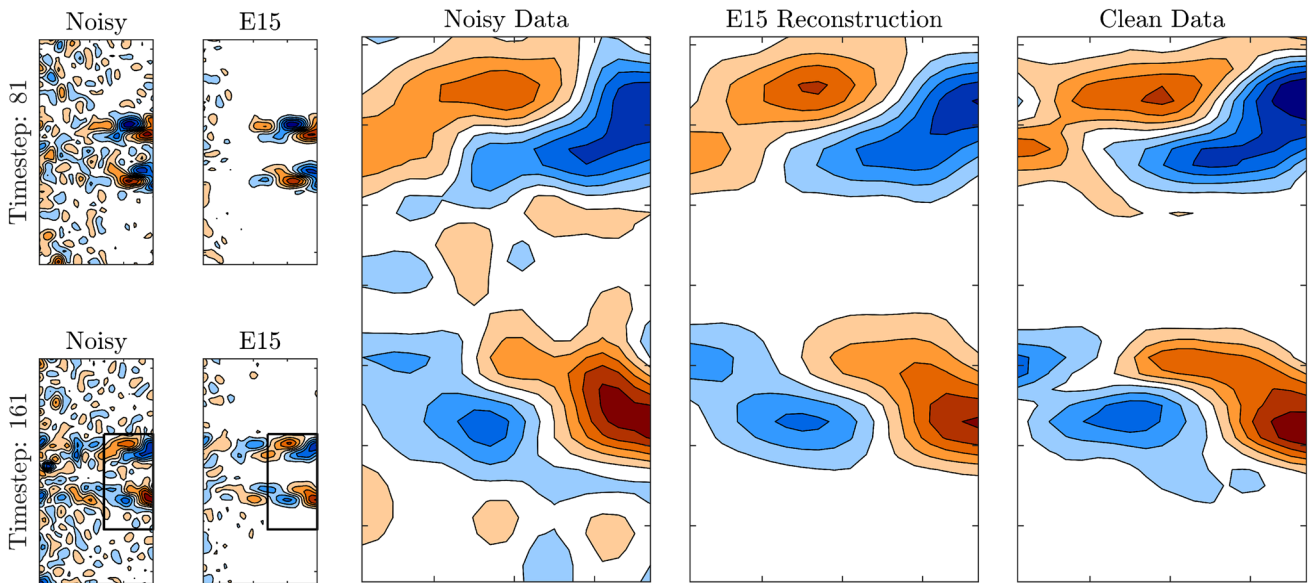 Noisy
E15
Noisy Data
E15 Reconstruction
Clean Data
Timestep: 81
Noisy
E15
Timestep: 161